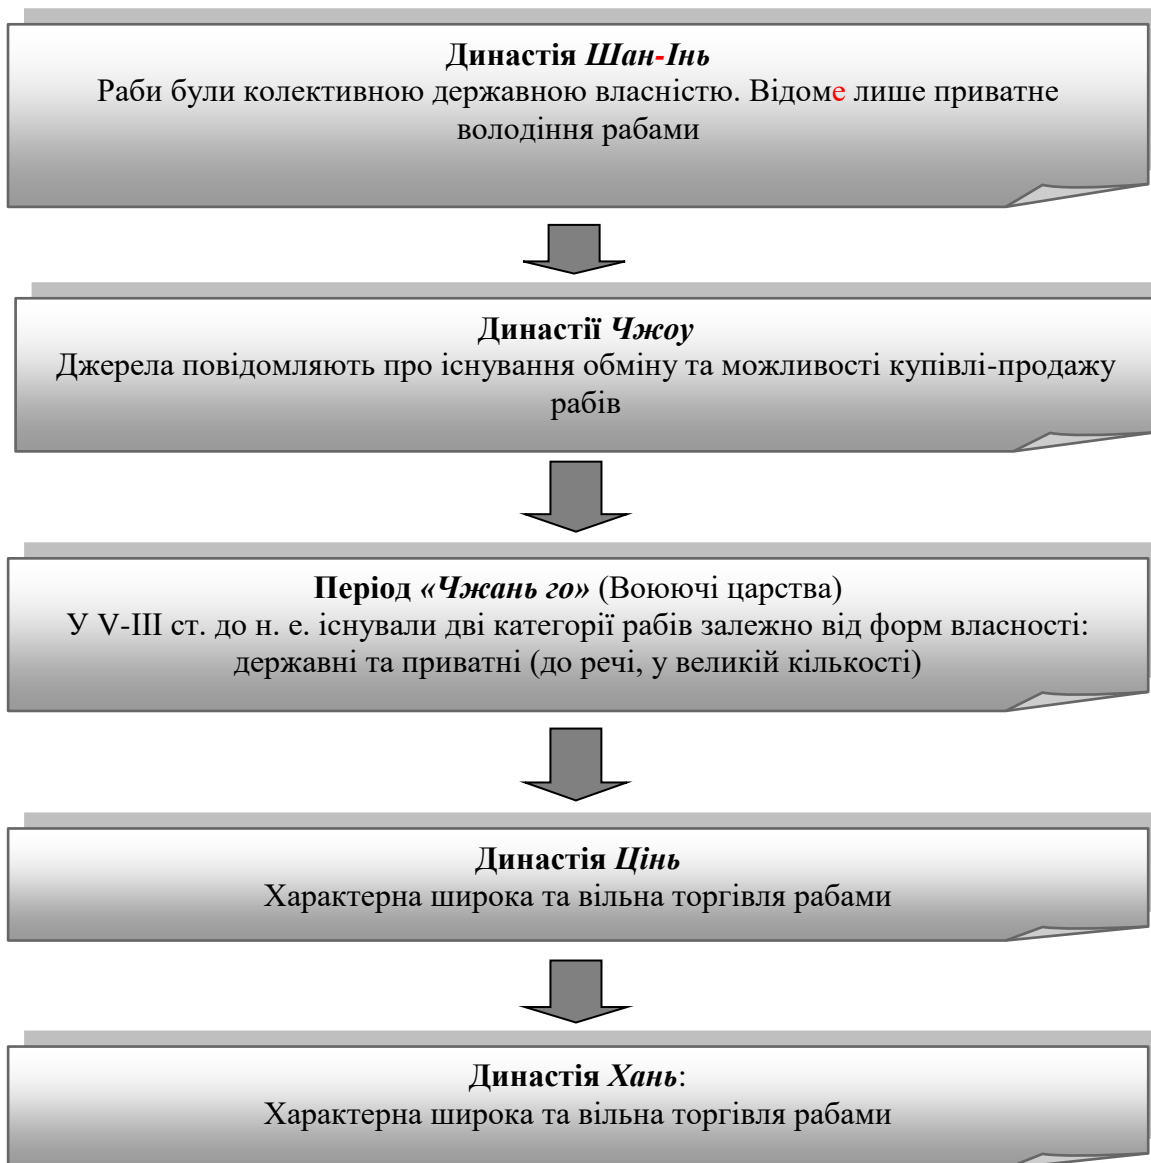 Династія Шан-Інь
Раби були колективною державною власністю. Відоме лише приватне
володіння рабами
Династії Чжоу
Джерела повідомляють про існування обміну та можливості купівлі-продажу
рабів
Період «Чжань го» (Воюючі царства)
У V-III ст. до н. е. існували дві категорії рабів залежно від форм власності:
державні та приватні (до речі, у великій кількості)
Династія Цінь
Характерна широка та вільна торгівля рабами
Династія Хань:
Характерна широка та вільна торгівля рабами